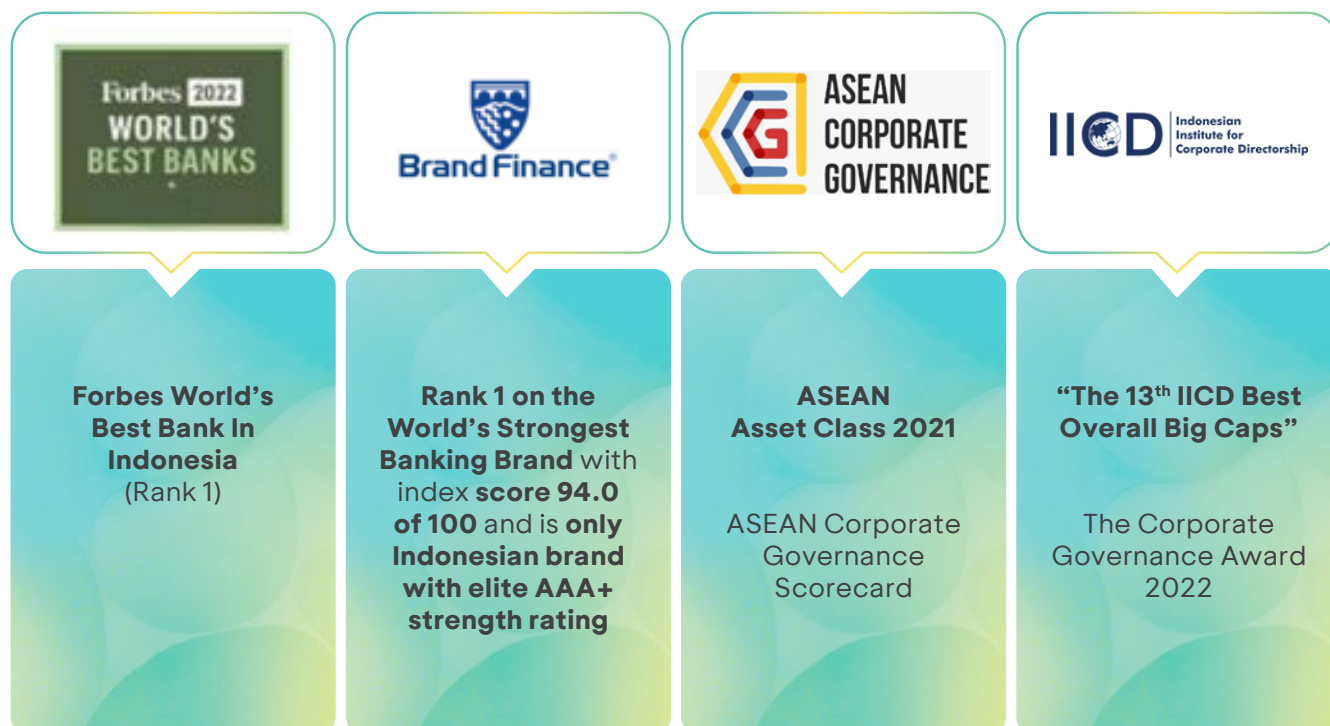 Forbes 2022
WORLD'S
BEST BANKS
Brand Finance®
ASEAN
CORPORATE
GOVERNANCE
IICD
Indonesian
Institute for
Corporate Directorship
Forbes World’s
Best Bank In
Indonesia
(Rank 1)
Rank 1 on the
World’s Strongest
Banking Brand with
index score 94.0
of 100 and is only
Indonesian brand
with elite AAA+
strength rating
ASEAN
Asset Class 2021
ASEAN Corporate
Governance
Scorecard
“The 13th IICD Best
Overall Big Caps”
The Corporate
Governance Award
2022